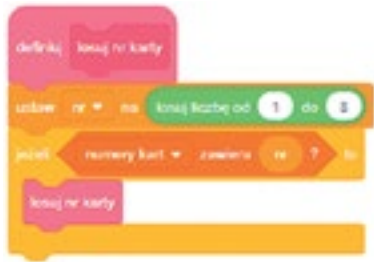 definiuj losuj nr karty
ustaw nr na losuj liczbę od 1 do 8
jeżeli numery kart zawiera nr ? to
losuj nr karty